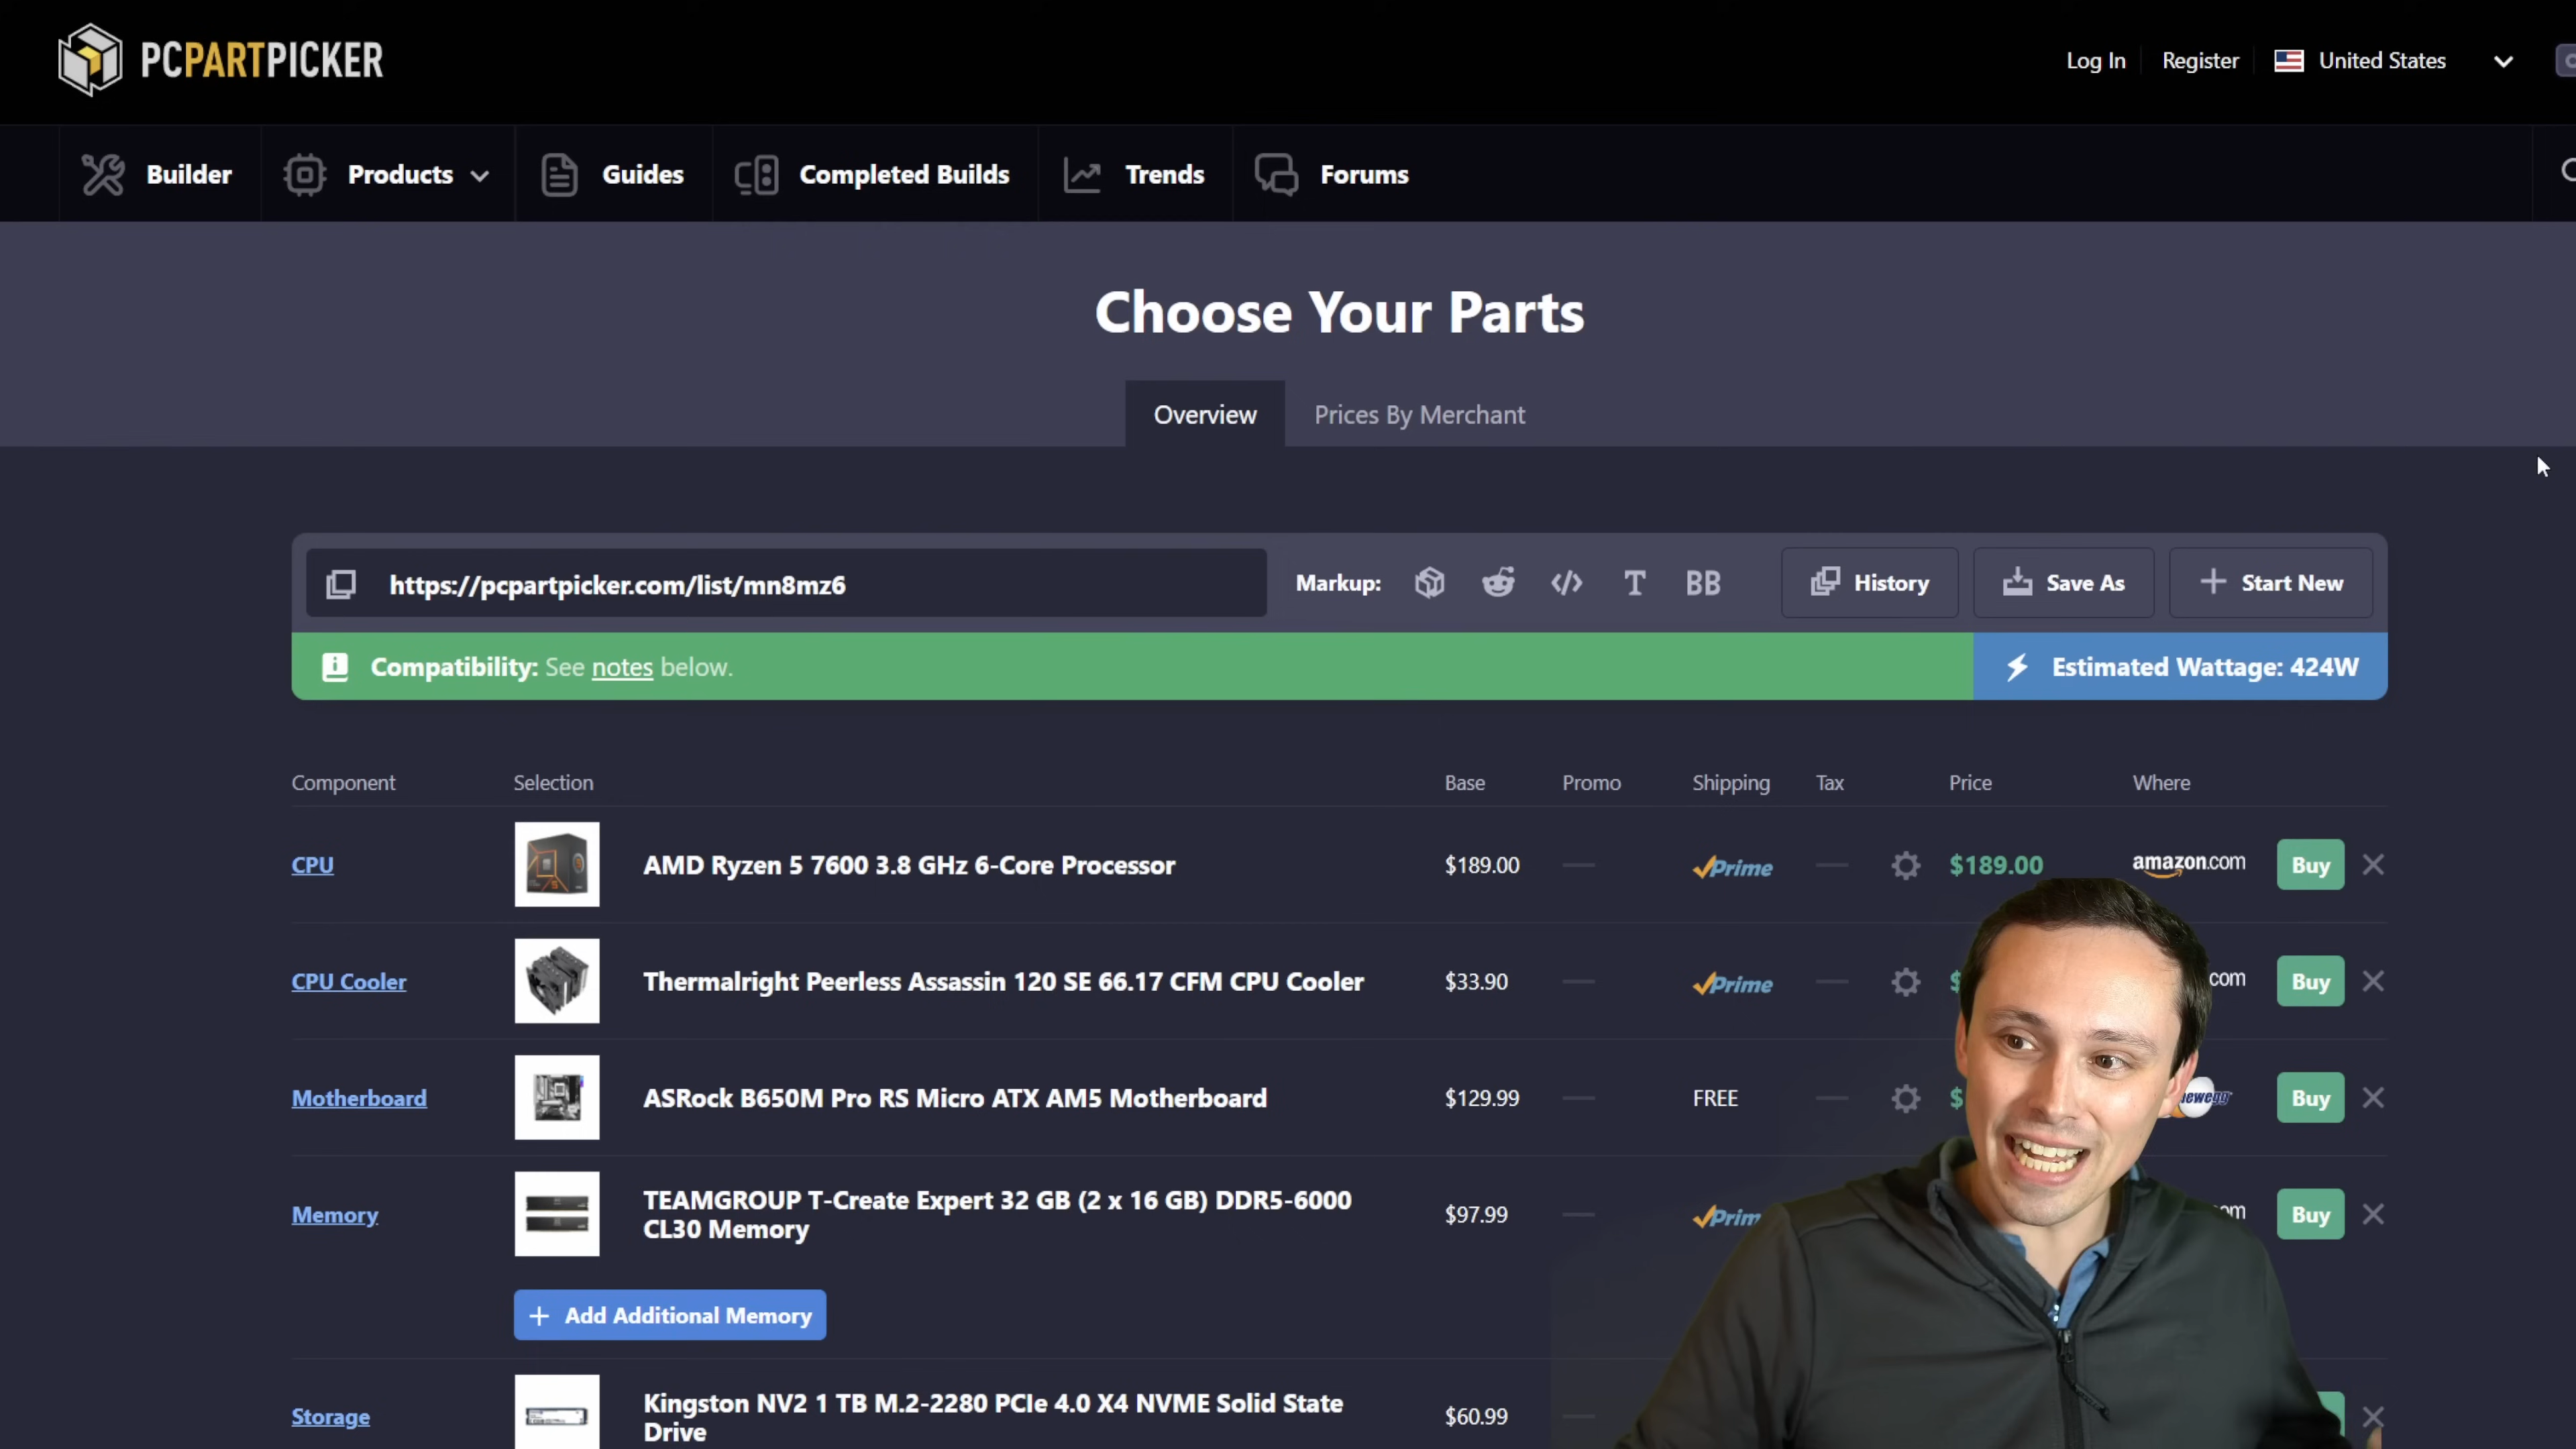 PCPARTPICKER
Log In Register United States
Builder Products Guides Completed Builds Trends Forums
Choose Your Parts
Overview Prices By Merchant
https://pcpartpicker.com/list/mn8mz6 Markup: T BB History Save As Start New
Compatibility: See notes below. Estimated Wattage: 424W
Component Selection Base Promo Shipping Tax Price Where
CPU AMD Ryzen 5 7600 3.8 GHz 6-Core Processor $189.00 — Prime — $189.00 amazon.com Buy
CPU Cooler Thermalright Peerless Assassin 120 SE 66.17 CFM CPU Cooler $33.90 — Prime — $ com Buy
Motherboard ASRock B650M Pro RS Micro ATX AM5 Motherboard $129.99 — FREE — $ newegg Buy
Memory TEAMGROUP T-Create Expert 32 GB (2 x 16 GB) DDR5-6000 $97.99 — Prim om Buy
CL30 Memory
+ Add Additional Memory
Storage Kingston NV2 1 TB M.2-2280 PCIe 4.0 X4 NVME Solid State $60.99 —
Drive